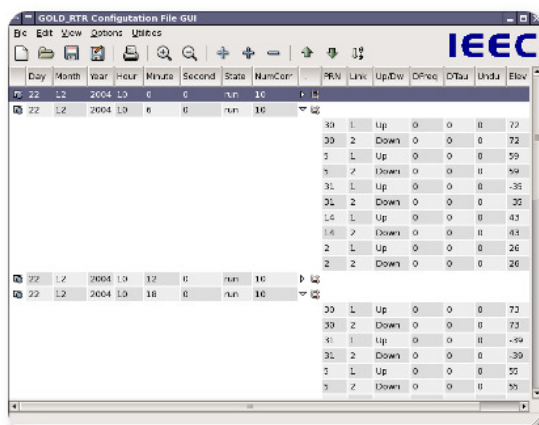 GOLD_RTR Configutation File GUI
File Edit View Options Utilities
IEEC
Day Month Year Hour Minute Second State NumCorr . PRN Link Up/Dw DFreq DTau Undu Elev
22 12 2004 10 0 0 run 10
22 12 2004 10 6 0 run 10
30 1 Up 0 0 0 72
30 2 Down 0 0 0 72
5 1 Up 0 0 0 59
5 2 Down 0 0 0 59
31 1 Up 0 0 0 -35
31 2 Down 0 0 0 35
14 1 Up 0 0 0 43
14 2 Down 0 0 0 43
2 1 Up 0 0 0 26
2 2 Down 0 0 0 26
22 12 2004 10 12 0 run 10
22 12 2004 10 18 0 run 10
30 1 Up 0 0 0 73
30 2 Down 0 0 0 73
31 1 Up 0 0 0 -39
31 2 Down 0 0 0 -39
5 1 Up 0 0 0 55
5 2 Down 0 0 0 55